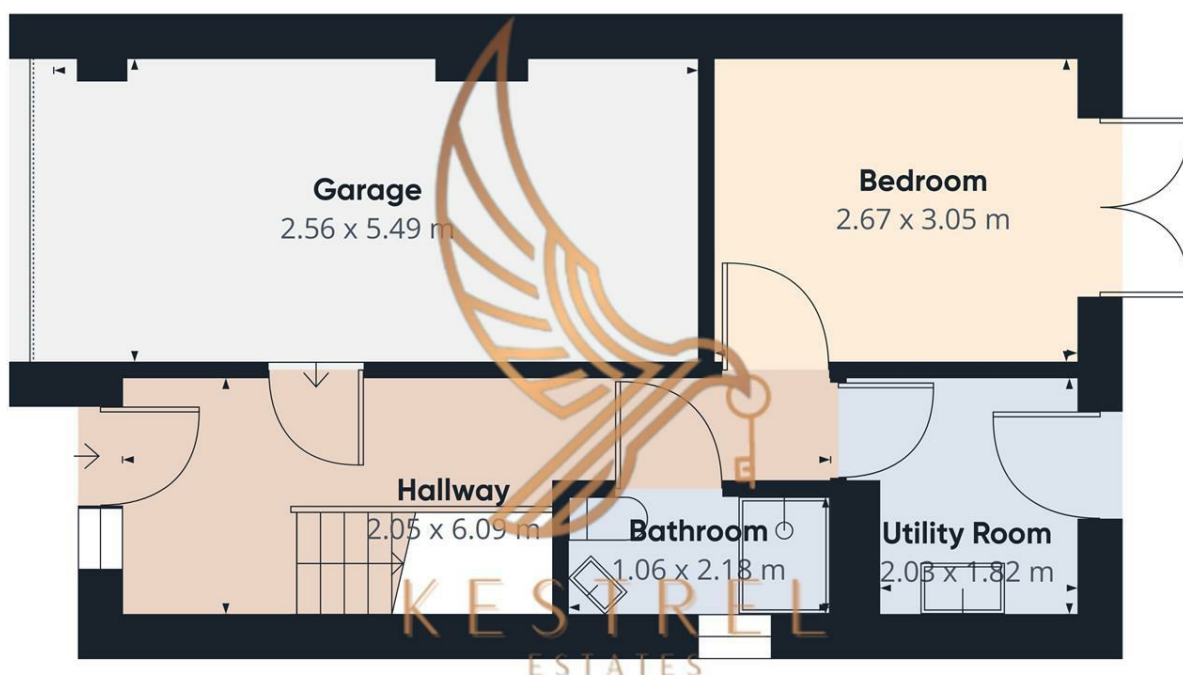 Garage
2.56 x 5.49 m
Bedroom
2.67 x 3.05 m
Hallway
2.05 x 6.09 m
Bathroom
1.06 x 2.18 m
Utility Room
2.03 x 1.82 m
KESTREL
ESTATES